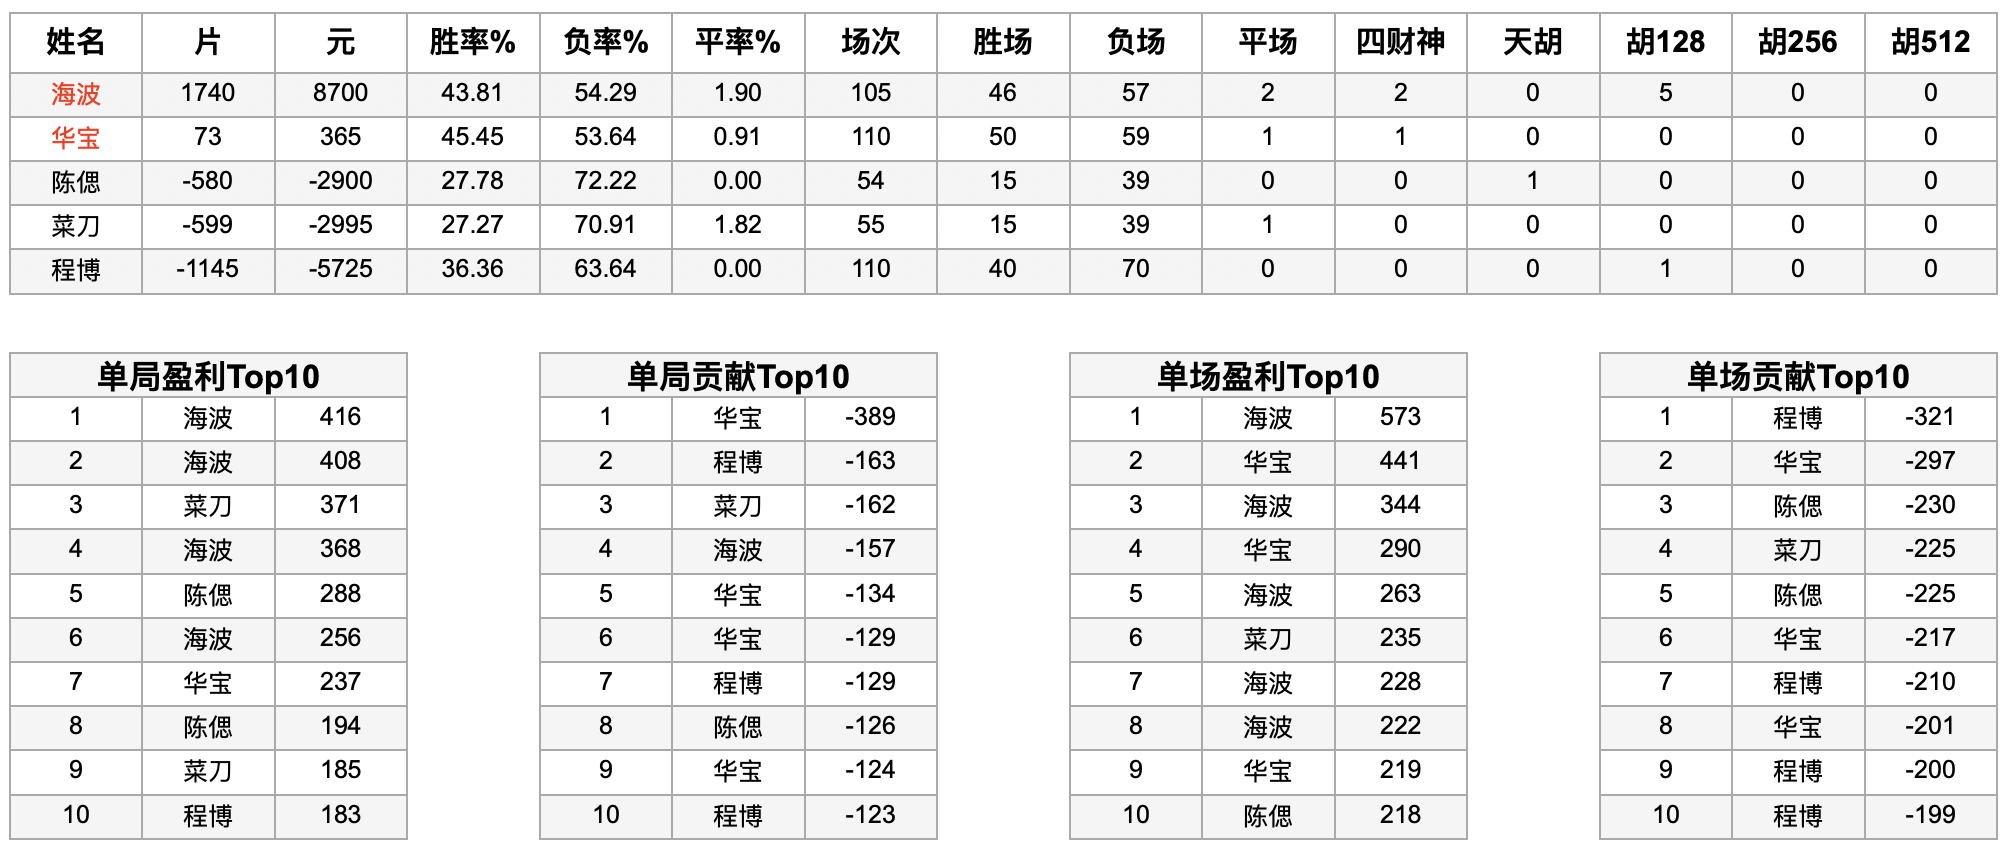 姓名 片 元 胜率% 负率% 平率% 场次 胜场 负场 平场 四财神 天胡 胡128 胡256 胡512
海波 1740 8700 43.81 54.29 1.90 105 46 57 2 2 0 5 0 0
华宝 73 365 45.45 53.64 0.91 110 50 59 1 1 0 0 0 0
陈偲 -580 -2900 27.78 72.22 0.00 54 15 39 0 0 1 0 0 0
菜刀 -599 -2995 27.27 70.91 1.82 55 15 39 1 0 0 0 0 0
程博 -1145 -5725 36.36 63.64 0.00 110 40 70 0 0 0 1 0 0
单局盈利Top10
1 海波 416
2 海波 408
3 菜刀 371
4 海波 368
5 陈偲 288
6 海波 256
7 华宝 237
8 陈偲 194
9 菜刀 185
10 程博 183
单局贡献Top10
1 华宝 -389
2 程博 -163
3 菜刀 -162
4 海波 -157
5 华宝 -134
6 华宝 -129
7 程博 -129
8 陈偲 -126
9 华宝 -124
10 程博 -123
单场盈利Top10
1 海波 573
2 华宝 441
3 海波 344
4 华宝 290
5 海波 263
6 菜刀 235
7 海波 228
8 海波 222
9 华宝 219
10 陈偲 218
单场贡献Top10
1 程博 -321
2 华宝 -297
3 陈偲 -230
4 菜刀 -225
5 陈偲 -225
6 华宝 -217
7 程博 -210
8 华宝 -201
9 程博 -200
10 程博 -199